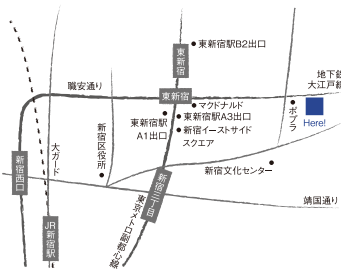 東新宿
東新宿駅B2出口
職安通り
地下鉄
大江戸線
東新宿
マクドナルド
東新宿駅A3出口
東新宿駅
A1出口
新宿イーストサイド
スクエア
ポプラ
Here!
新宿区役所
大ガード
新宿西口
新宿文化センター
新宿三丁目
靖国通り
東京メトロ副都心線
JR新宿駅